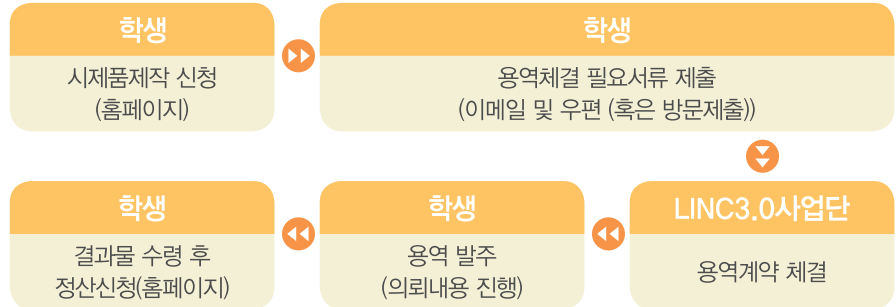 학생
시제품제작 신청
(홈페이지)
학생
용역체결 필요서류 제출
(이메일 및 우편 (혹은 방문제출))
LINC3.0사업단
용역계약 체결
학생
용역 발주
(의뢰내용 진행)
학생
결과물 수령 후
정산신청(홈페이지)